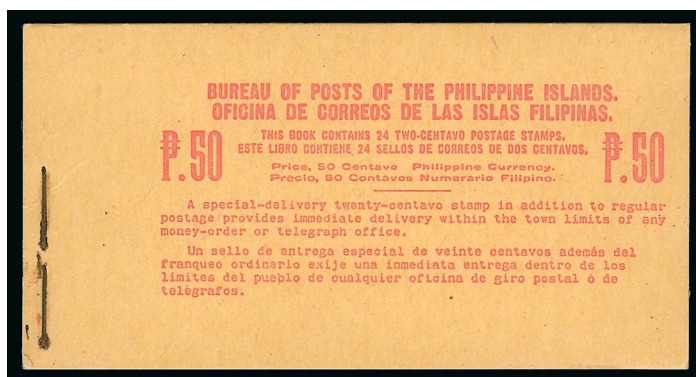 BUREAU OF POSTS OF THE PHILIPPINE ISLANDS.
OFICINA DE CORREOS DE LAS ISLAS FILIPINAS.
₱.50 THIS BOOK CONTAINS 24 TWO-CENTAVO POSTAGE STAMPS. ₱.50
ESTE LIBRO CONTIENE 24 SELLOS DE CORREOS DE DOS CENTAVOS.
Price, 50 Centavo Philippine Currency.
Precio, 50 Centavos Numerario Filipino.
A special-delivery twenty-centavo stamp in addition to regular
postage provides immediate delivery within the town limits of any
money-order or telegraph office.
Un sello de entrega especial de veinte centavos además del
franqueo ordinario exije una inmediata entrega dentro de los
limites del pueblo de cualquier oficina de giro postal ó de
telégrafos.